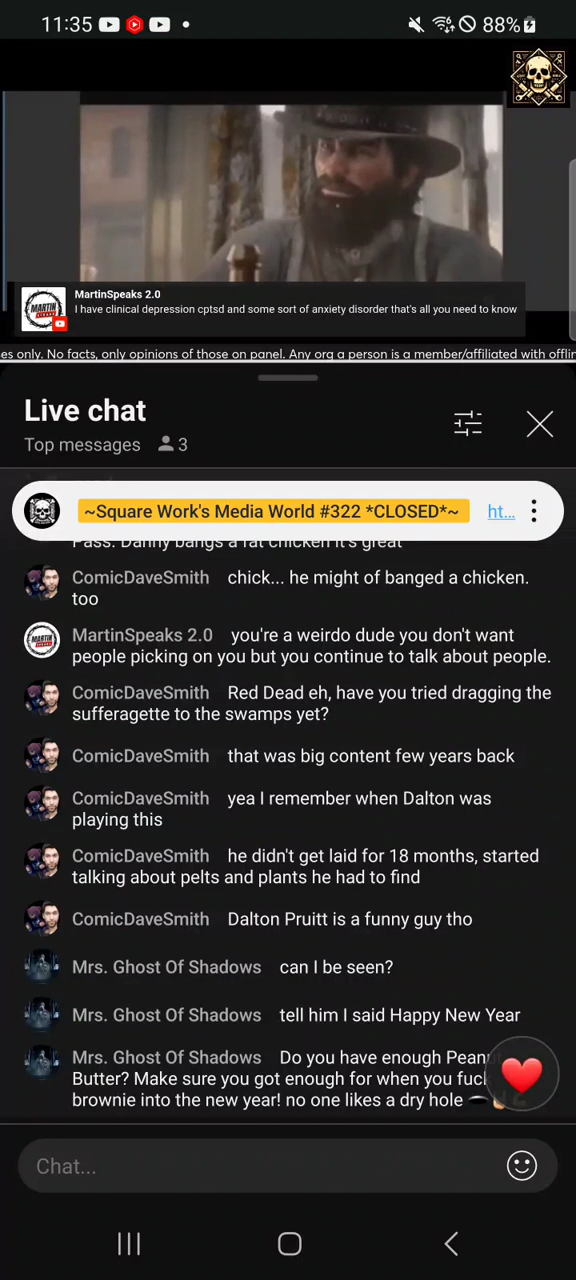 11:35
88%
MARTIN
MartinSpeaks 2.0
I have clinical depression cptsd and some sort of anxiety disorder that's all you need to know
es only. No facts, only opinions of those on panel. Any org a person is a member/affiliated with offlin
Live chat
Top messages 3
~Square Work's Media World #322 *CLOSED*~ ht...
Pass. Danny bangs a fat chicken it's great
ComicDaveSmith chick... he might of banged a chicken.
too
MARTIN
MartinSpeaks 2.0 you're a weirdo dude you don't want
people picking on you but you continue to talk about people.
ComicDaveSmith Red Dead eh, have you tried dragging the
sufferagette to the swamps yet?
ComicDaveSmith that was big content few years back
ComicDaveSmith yea I remember when Dalton was
playing this
ComicDaveSmith he didn't get laid for 18 months, started
talking about pelts and plants he had to find
ComicDaveSmith Dalton Pruitt is a funny guy tho
Mrs. Ghost Of Shadows can I be seen?
Mrs. Ghost Of Shadows tell him I said Happy New Year
Mrs. Ghost Of Shadows Do you have enough Peanu
Butter? Make sure you got enough for when you fuck
brownie into the new year! no one likes a dry hole 🕳️
Chat...